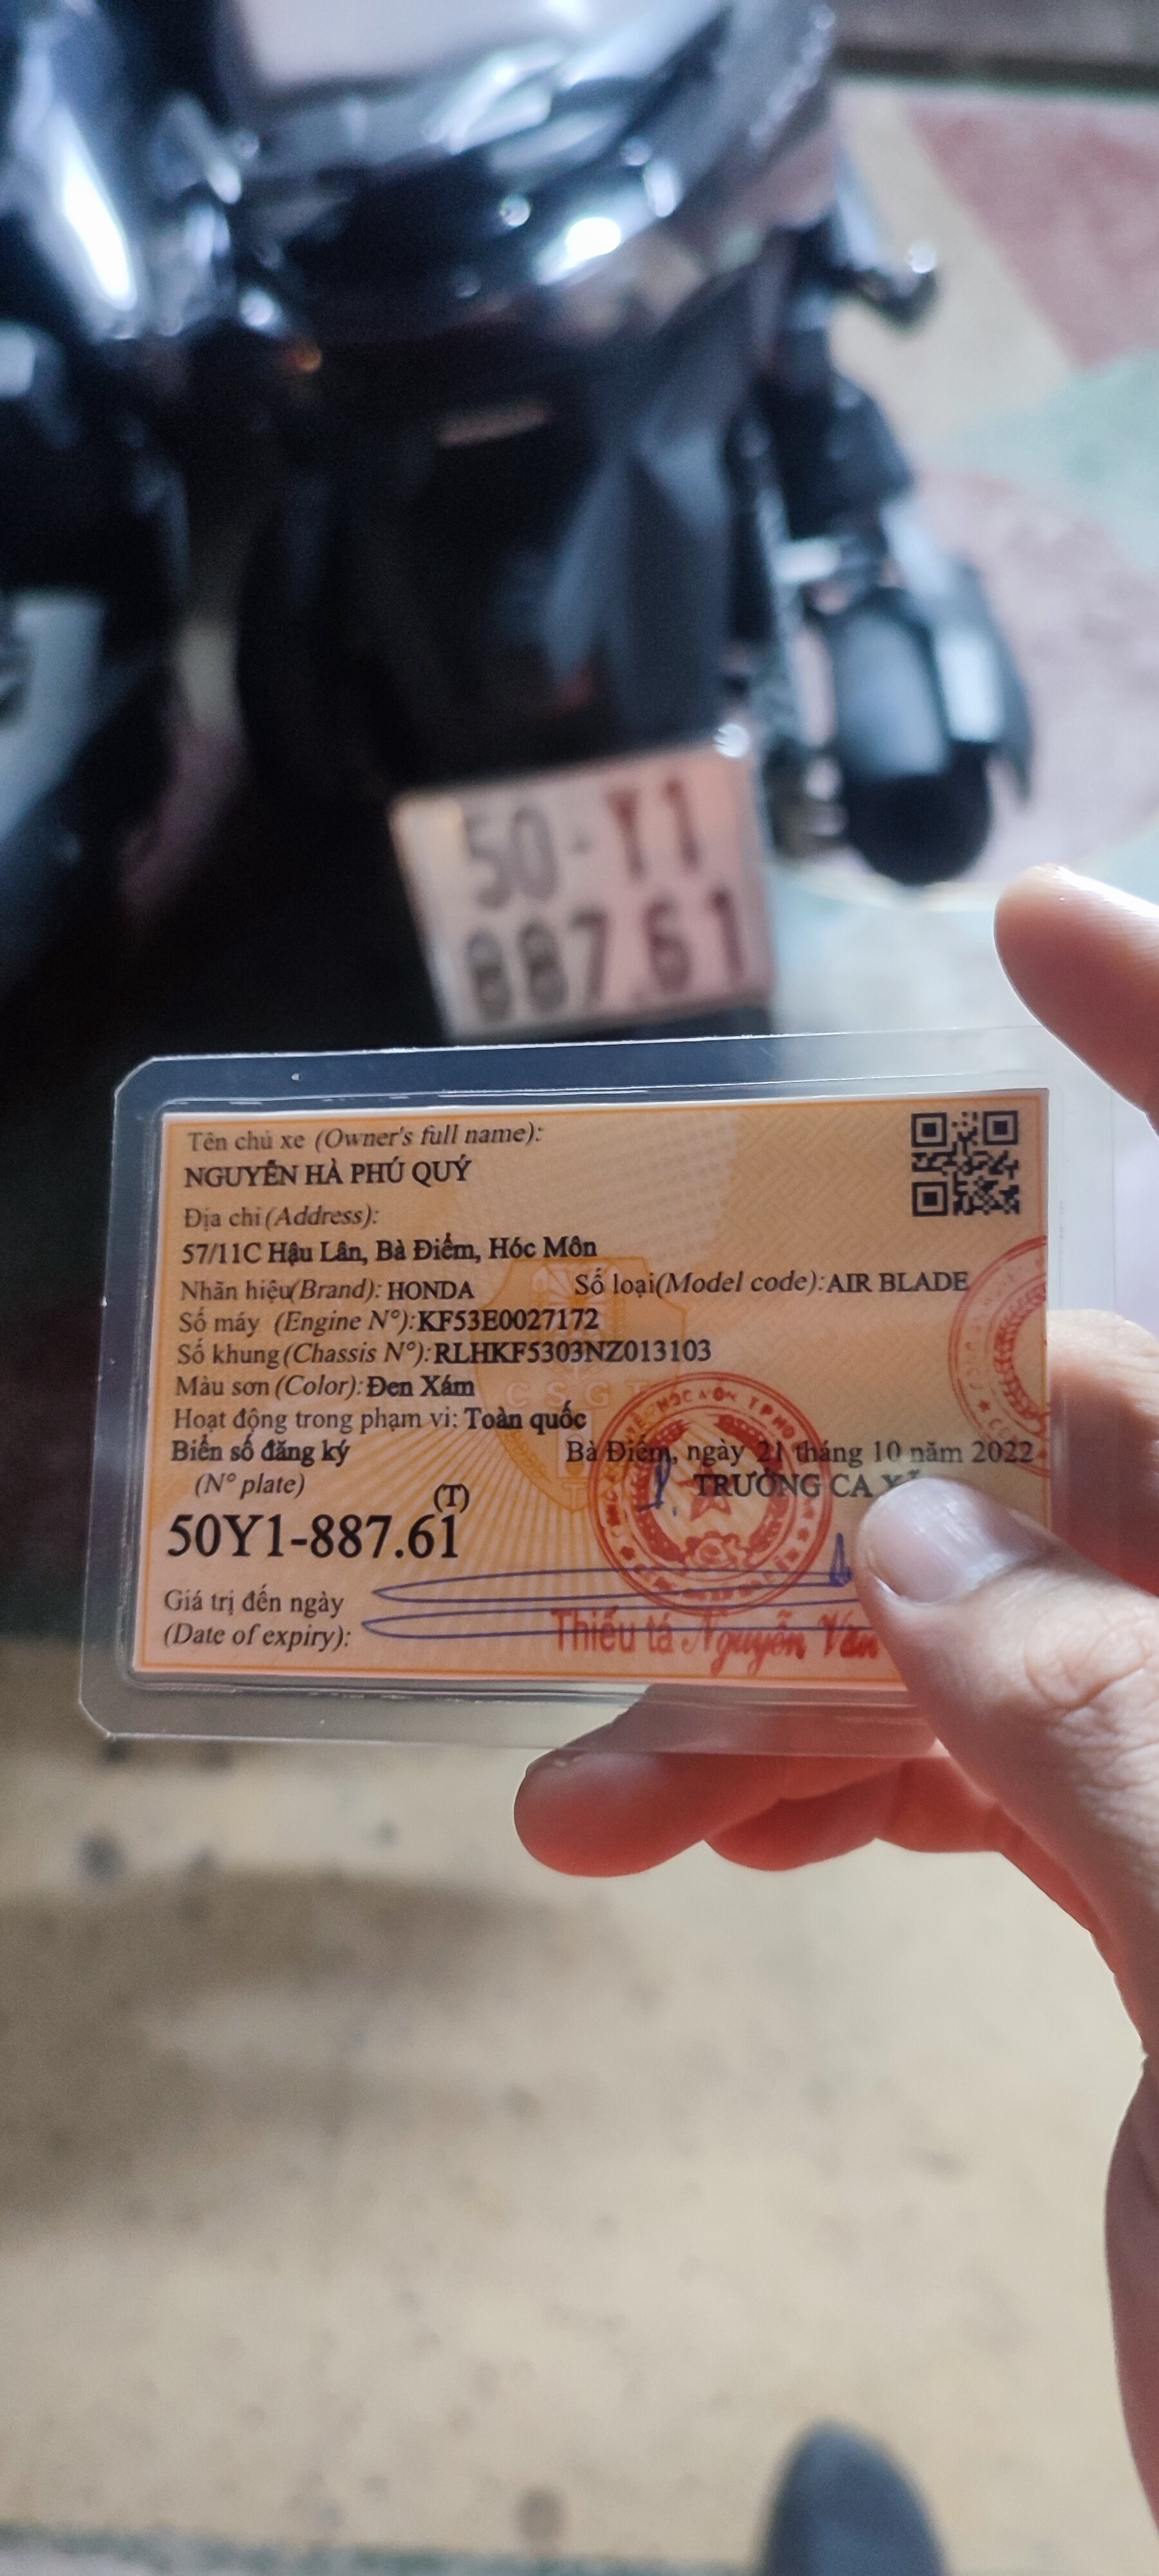 50-Y1
887.61
Tên chủ xe (Owner's full name):
NGUYỄN HÀ PHÚ QUÝ
Địa chỉ (Address):
57/11C Hậu Lân, Bà Điểm, Hóc Môn
Nhãn hiệu(Brand): HONDA Số loại(Model code):AIR BLADE
Số máy (Engine N°):KF53E0027172
Số khung(Chassis N°):RLHKF5303NZ013103
Màu sơn(Color):Đen Xám
CSGT
Hoạt động trong phạm vi: Toàn quốc
Biển số đăng ký Bà Điểm, ngày 21 tháng 10 năm 2022
(N° plate) TRƯỞNG CA
(T)
50Y1-887.61
Giá trị đến ngày
(Date of expiry):
Thiếu tá Nguyễn Văn